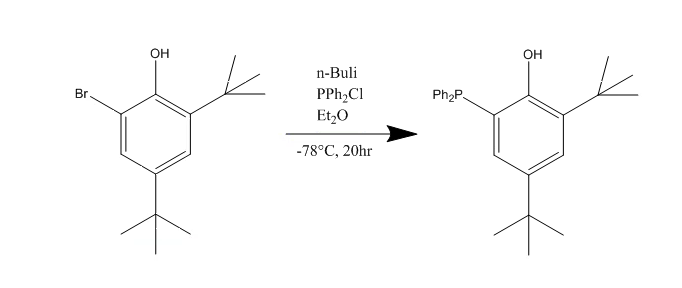 OH
Br
n-Buli
PPh₂Cl
Et₂O
-78°C, 20hr
OH
Ph₂P